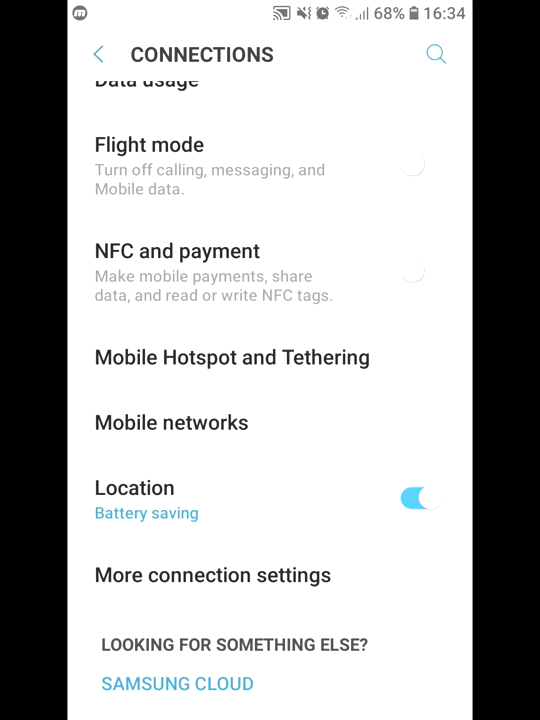 68% 16:34
CONNECTIONS
Data usage
Flight mode
Turn off calling, messaging, and
Mobile data.
NFC and payment
Make mobile payments, share
data, and read or write NFC tags.
Mobile Hotspot and Tethering
Mobile networks
Location
Battery saving
More connection settings
LOOKING FOR SOMETHING ELSE?
SAMSUNG CLOUD